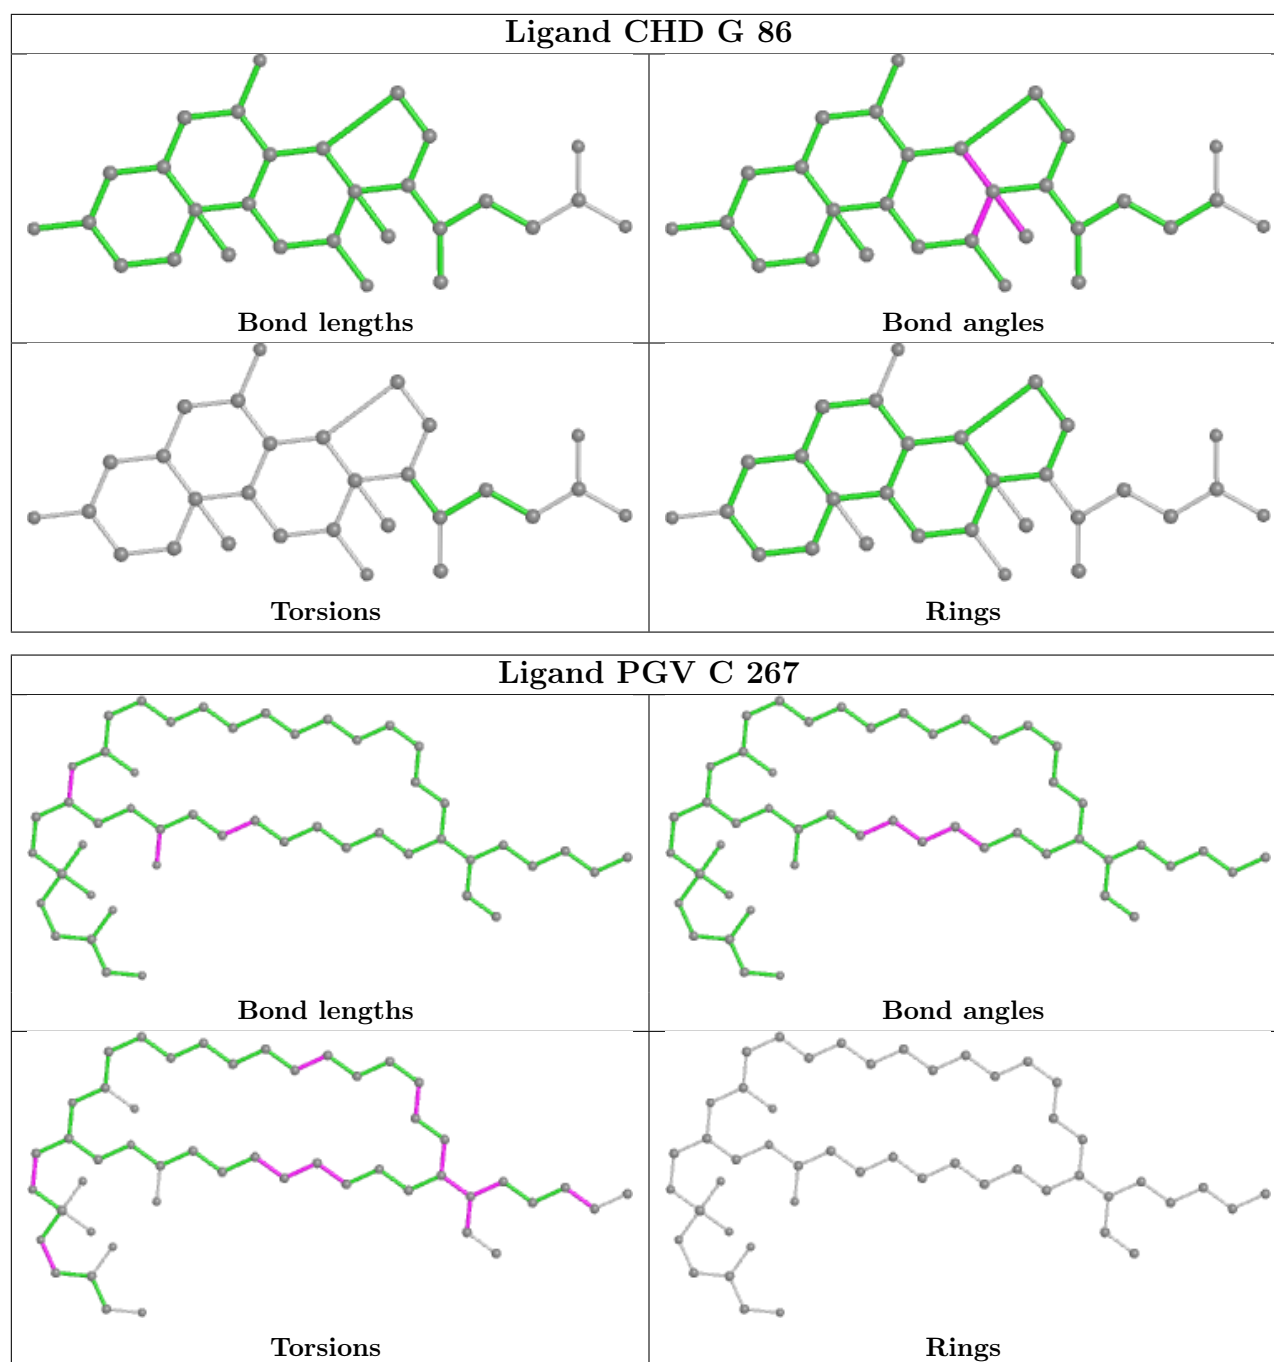 Ligand CHD G 86
Bond lengths
Bond angles
Torsions
Rings
Ligand PGV C 267
Bond lengths
Bond angles
Torsions
Rings